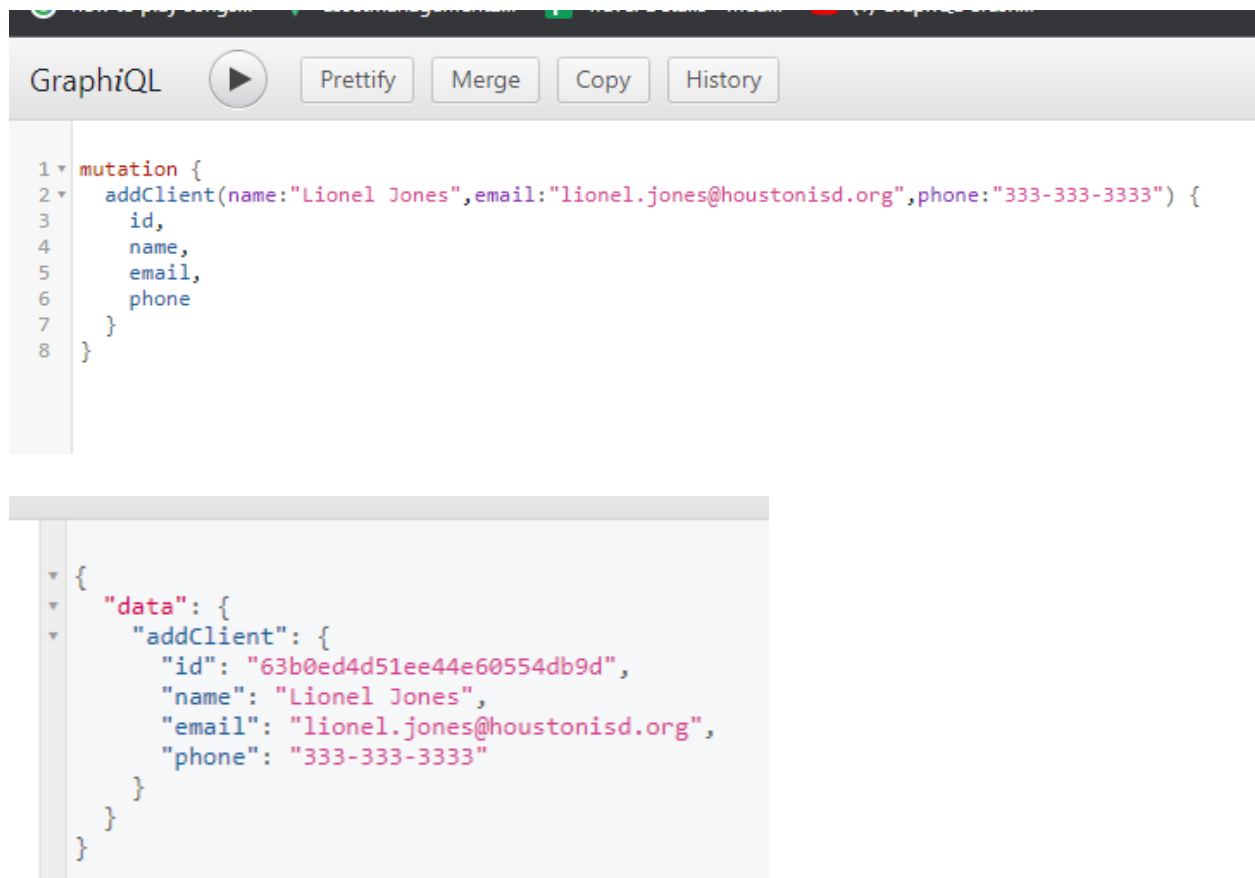 GraphiQL Prettify Merge Copy History
1 mutation {
2 addClient(name:"Lionel Jones",email:"lionel.jones@houstonisd.org",phone:"333-333-3333") {
3 id,
4 name,
5 email,
6 phone
7 }
8 }
{
"data": {
"addClient": {
"id": "63b0ed4d51ee44e60554db9d",
"name": "Lionel Jones",
"email": "lionel.jones@houstonisd.org",
"phone": "333-333-3333"
}
}
}